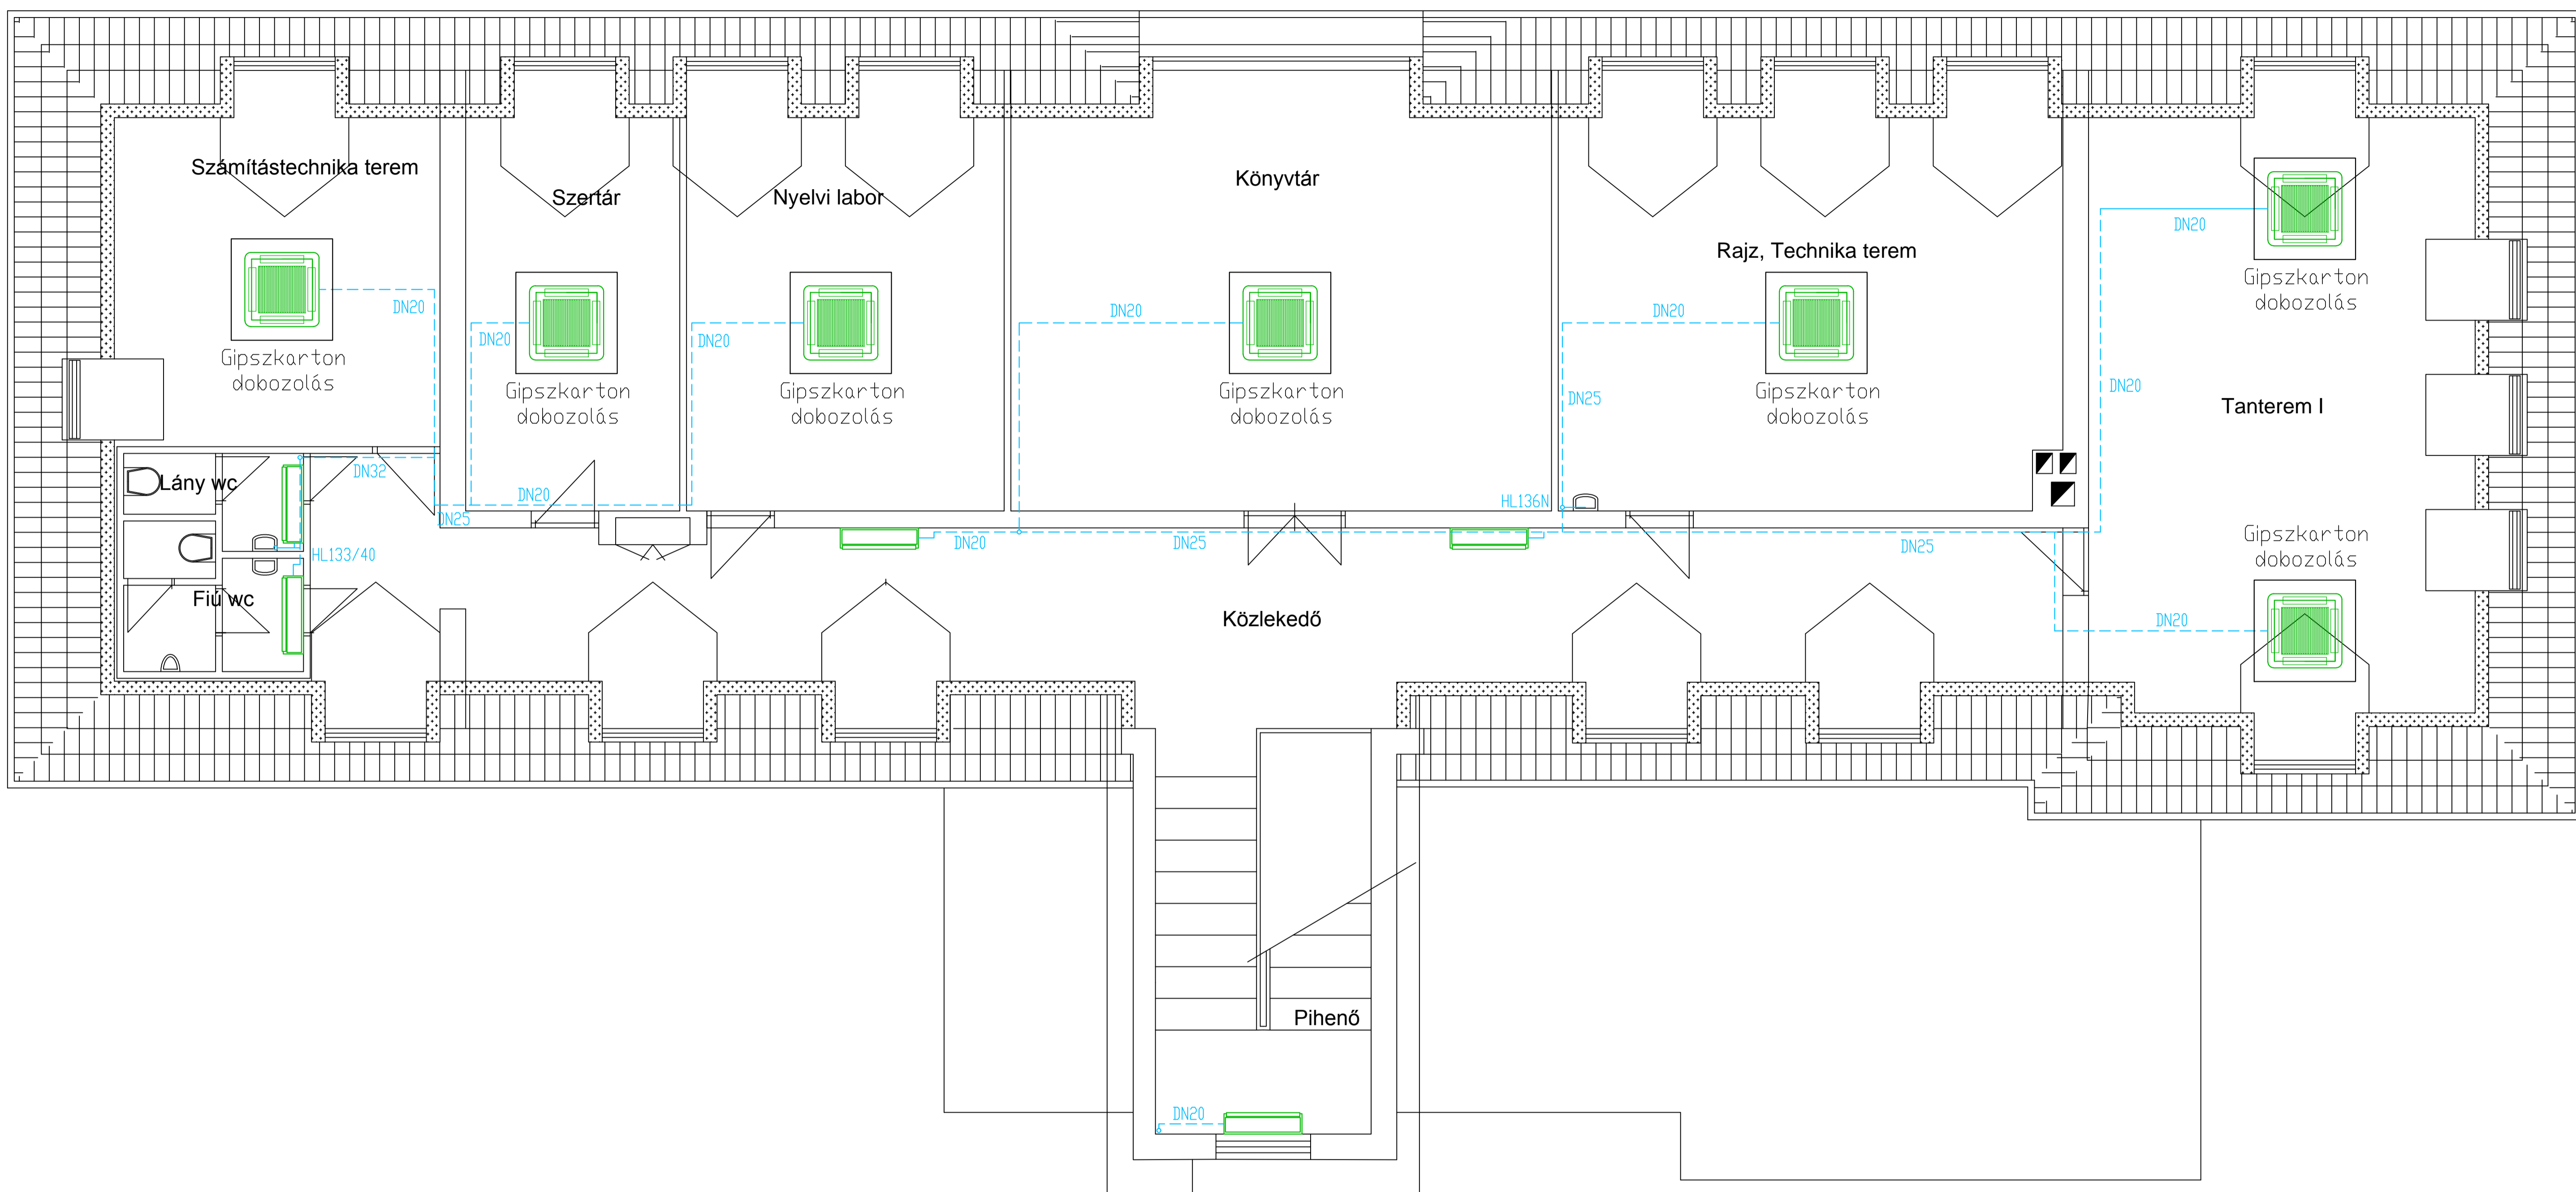 Számítástechnika terem
Szertár
Nyelvi labor
Könyvtár
Rajz, Technika terem
DN20
Gipszkarton
dobozolás
DN20
Gipszkarton
dobozolás
DN20
DN20
DN20
DN20
DN20
Gipszkarton
dobozolás
Gipszkarton
dobozolás
Gipszkarton
dobozolás
Gipszkarton
dobozolás
DN25
DN20
Tanterem I
DN32
Lány wc
DN20
HL136N
DN25
DN20
DN25
DN25
Gipszkarton
dobozolás
HL133/40
Fiú wc
Közlekedő
DN20
Pihenő
DN20